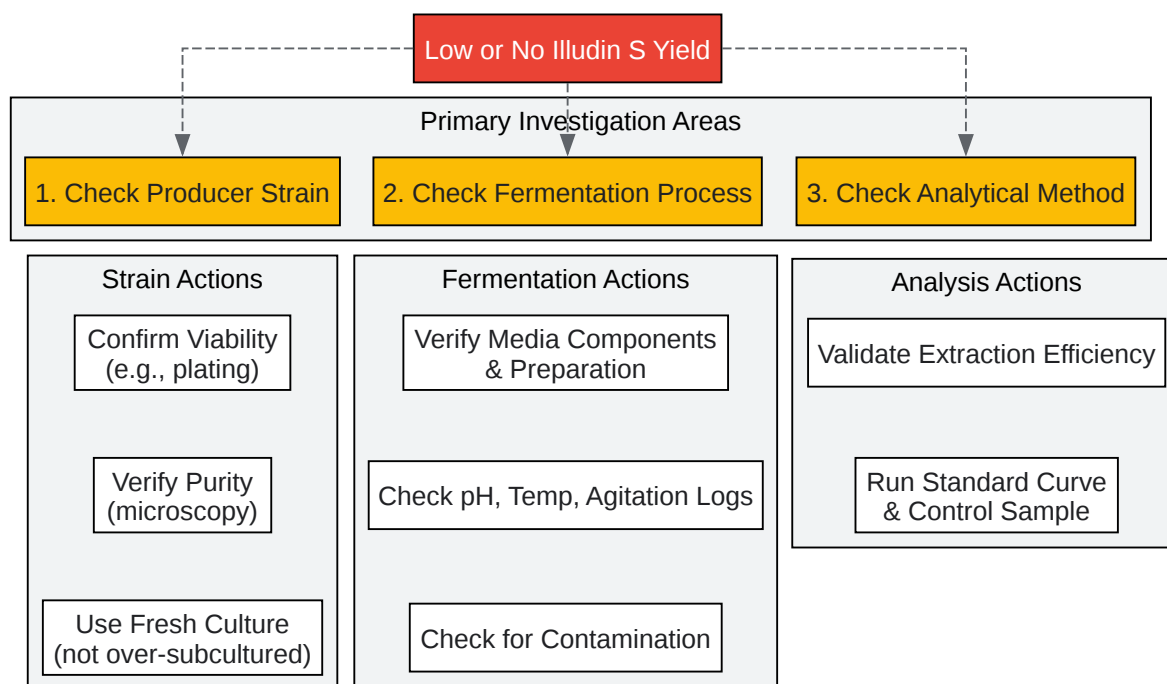 Low or No Illudin S Yield
Primary Investigation Areas
1. Check Producer Strain
2. Check Fermentation Process
3. Check Analytical Method
Strain Actions
Confirm Viability
(e.g., plating)
Verify Purity
(microscopy)
Use Fresh Culture
(not over-subcultured)
Fermentation Actions
Verify Media Components
& Preparation
Check pH, Temp, Agitation Logs
Check for Contamination
Analysis Actions
Validate Extraction Efficiency
Run Standard Curve
& Control Sample